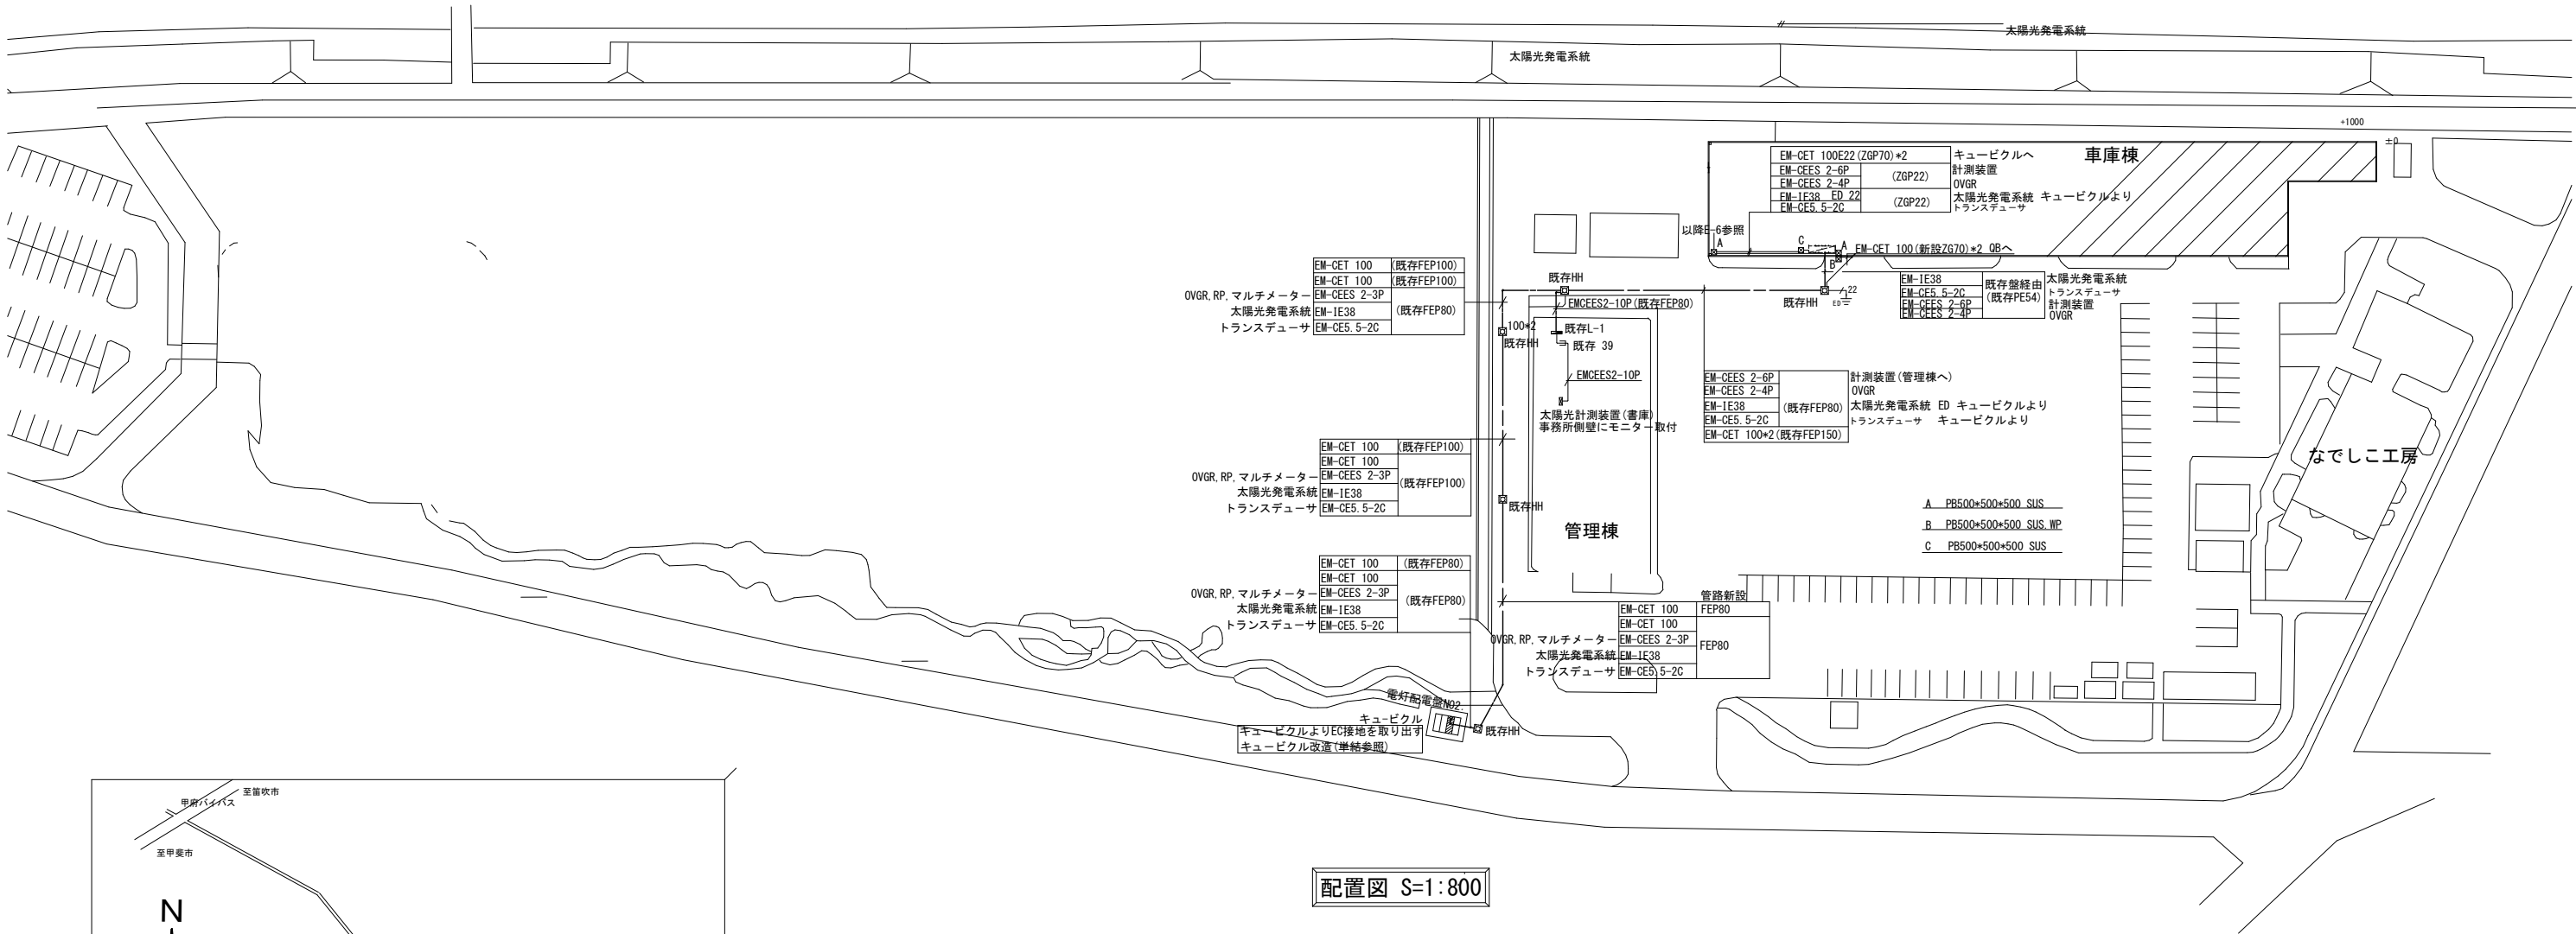 太陽光発電系統
太陽光発電系統
+1000
±0
車庫棟
EM-CET 100E22(ZGP70)*2 キュービクルへ
EM-CEES 2-6P 計測装置
(ZGP22)
EM-CEES 2-4P OVGR
EM-IE38 ED 22 太陽光発電系統 キュービクルより
(ZGP22)
EM-CE5.5-2C トランスデューサ
以降E-6参照
A
C
A
B
EM-CET 100(新設ZG70)*2 QBへ
EM-CET 100 (既存FEP100)
EM-CET 100 (既存FEP100)
OVGR,RP,マルチメーター EM-CEES 2-3P
太陽光発電系統 EM-IE38 (既存FEP80)
トランスデューサ EM-CE5.5-2C
既存HH
EMCEES2-10P(既存FEP80)
100*2
既存HH
既存L-1
既存 39
EMCEES2-10P
太陽光計測装置(書庫)
事務所側壁にモニター取付
既存HH
22
ED
EM-IE38 太陽光発電系統
既存盤経由
EM-CE5.5-2C トランスデューサ
(既存PE54)
EM-CEES 2-6P 計測装置
EM-CEES 2-4P OVGR
EM-CEES 2-6P 計測装置(管理棟へ)
EM-CEES 2-4P OVGR
EM-IE38 (既存FEP80) 太陽光発電系統 ED キュービクルより
EM-CE5.5-2C トランスデューサ キュービクルより
EM-CET 100*2(既存FEP150)
EM-CET 100 (既存FEP100)
EM-CET 100
OVGR,RP,マルチメーター EM-CEES 2-3P (既存FEP100)
太陽光発電系統 EM-IE38
トランスデューサ EM-CE5.5-2C
既存HH
管理棟
なでしこ工房
A PB500*500*500 SUS
B PB500*500*500 SUS,WP
C PB500*500*500 SUS
EM-CET 100 (既存FEP80)
EM-CET 100
OVGR,RP,マルチメーター EM-CEES 2-3P
太陽光発電系統 EM-IE38 (既存FEP80)
トランスデューサ EM-CE5.5-2C
管路新設
EM-CET 100 FEP80
EM-CET 100
OVGR,RP,マルチメーター EM-CEES 2-3P FEP80
太陽光発電系統 EM-IE38
トランスデューサ EM-CE5.5-2C
電灯配電盤NO2.
キュービクル
キュービクルよりEC接地を取り出す
キュービクル改造(単結参照)
既存HH
甲府バイパス
至笛吹市
至甲斐市
N
配置図 S=1:800